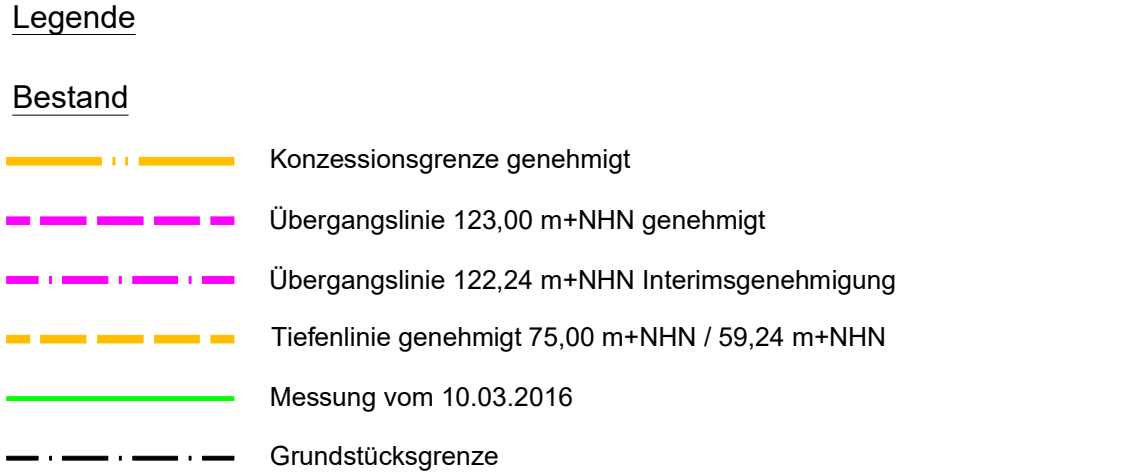 Legende
Bestand
Konzessionsgrenze genehmigt
Übergangslinie 123,00 m+NHN genehmigt
Übergangslinie 122,24 m+NHN Interimsgenehmigung
Tiefenlinie genehmigt 75,00 m+NHN / 59,24 m+NHN
Messung vom 10.03.2016
Grundstücksgrenze